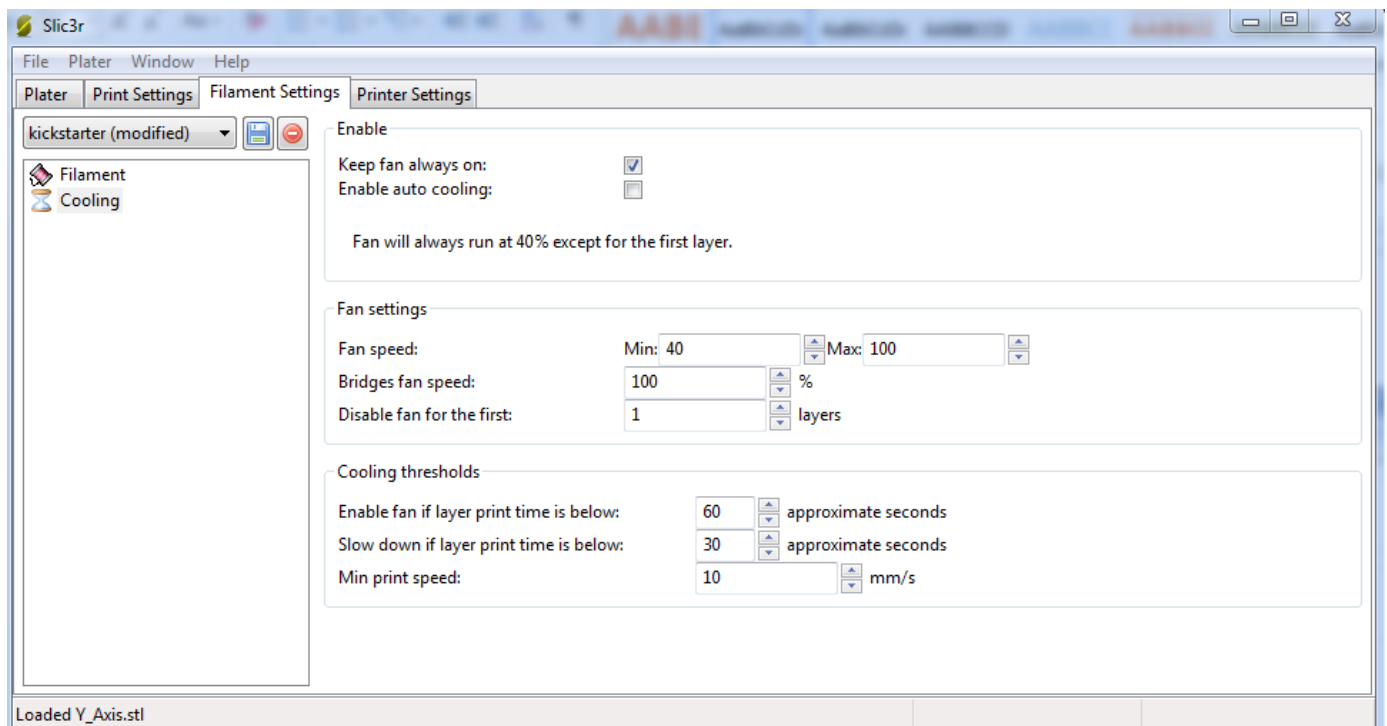 Slic3r
File Plater Window Help
Plater Print Settings Filament Settings Printer Settings
kickstarter (modified)
Filament
Cooling
Enable
Keep fan always on:
Enable auto cooling:
Fan will always run at 40% except for the first layer.
Fan settings
Fan speed: Min: 40 Max: 100
Bridges fan speed: 100 %
Disable fan for the first: 1 layers
Cooling thresholds
Enable fan if layer print time is below: 60 approximate seconds
Slow down if layer print time is below: 30 approximate seconds
Min print speed: 10 mm/s
Loaded Y_Axis.stl